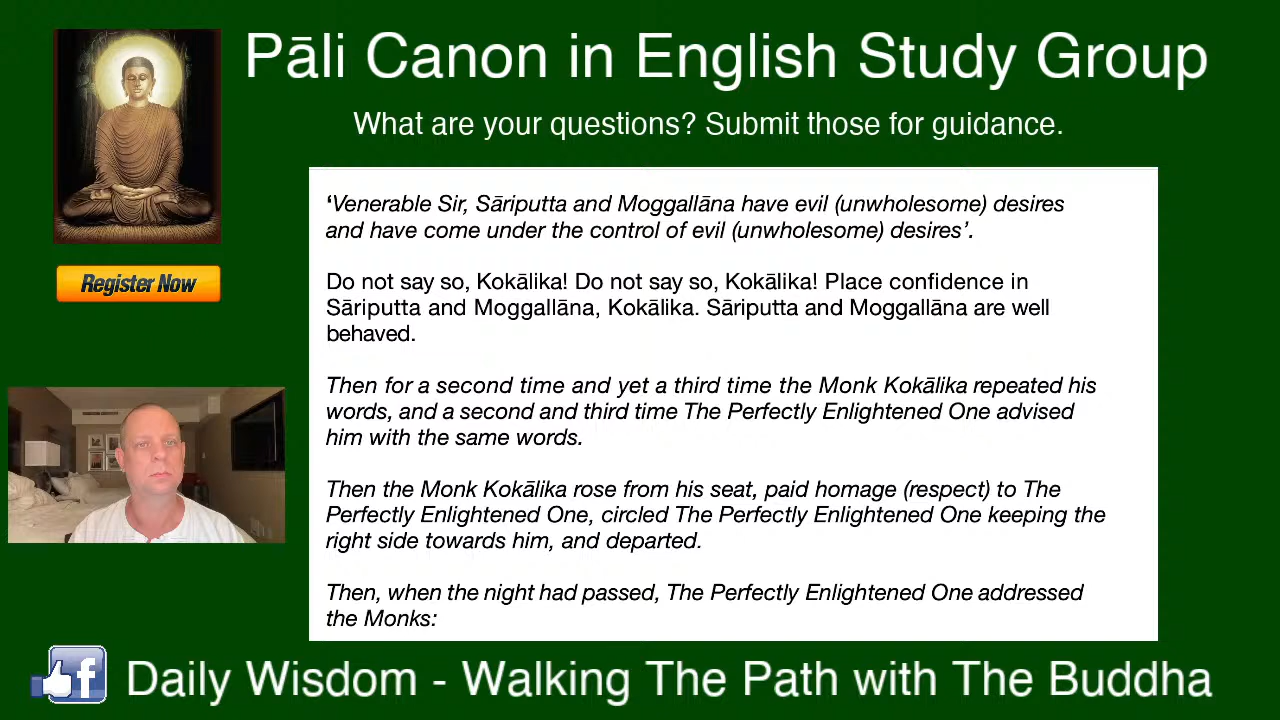 Pāli Canon in English Study Group
What are your questions? Submit those for guidance.
Register Now
‘Venerable Sir, Sāriputta and Moggallāna have evil (unwholesome) desires
and have come under the control of evil (unwholesome) desires’.
Do not say so, Kokālika! Do not say so, Kokālika! Place confidence in
Sāriputta and Moggallāna, Kokālika. Sāriputta and Moggallāna are well
behaved.
Then for a second time and yet a third time the Monk Kokālika repeated his
words, and a second and third time The Perfectly Enlightened One advised
him with the same words.
Then the Monk Kokālika rose from his seat, paid homage (respect) to The
Perfectly Enlightened One, circled The Perfectly Enlightened One keeping the
right side towards him, and departed.
Then, when the night had passed, The Perfectly Enlightened One addressed
the Monks:
f
Daily Wisdom - Walking The Path with The Buddha